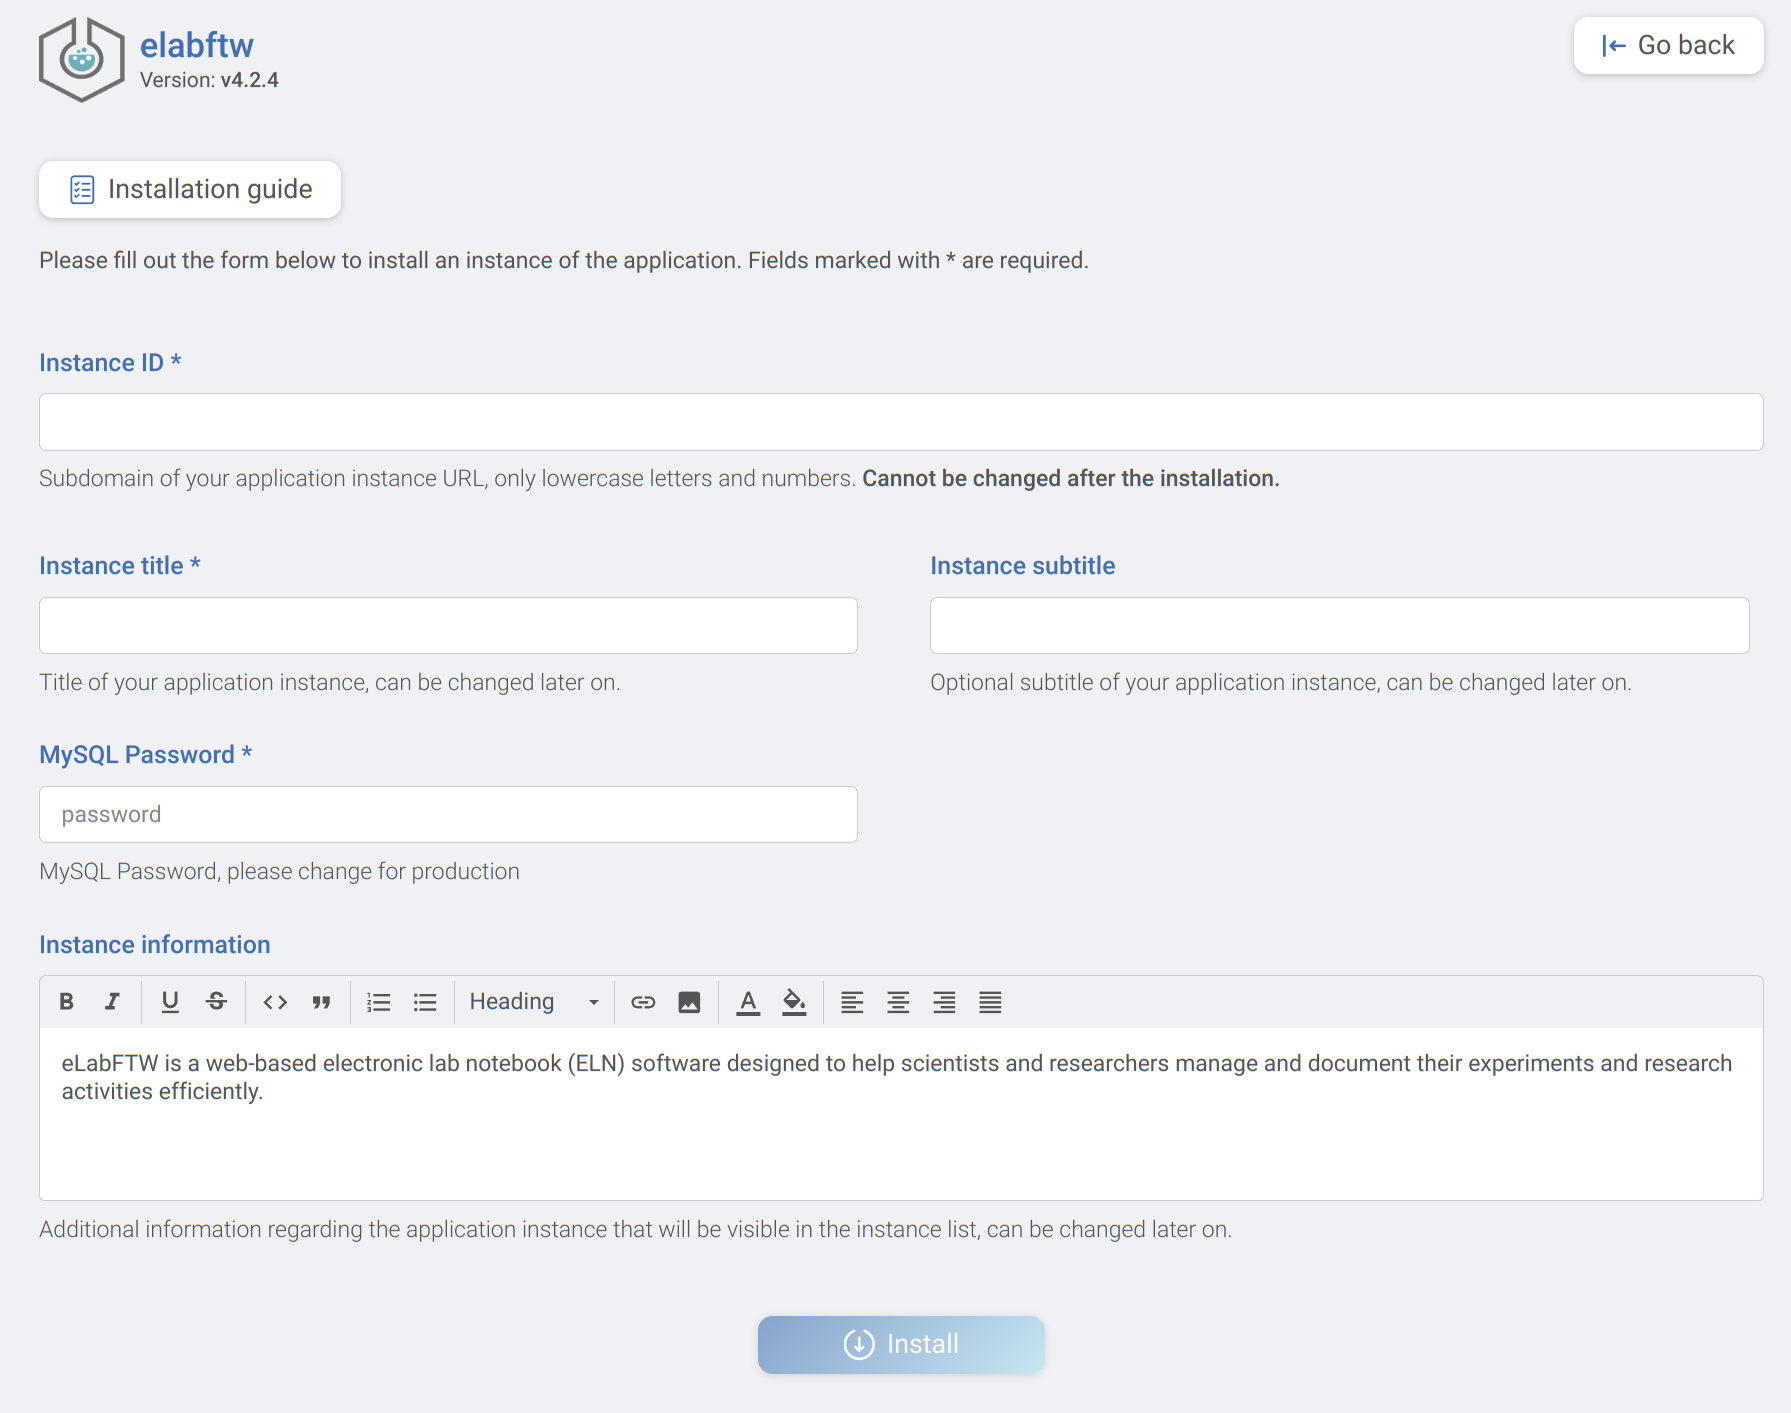 elabftw
Version: v4.2.4
Go back
Installation guide
Please fill out the form below to install an instance of the application. Fields marked with * are required.
Instance ID *
Subdomain of your application instance URL, only lowercase letters and numbers. Cannot be changed after the installation.
Instance title *
Instance subtitle
Title of your application instance, can be changed later on.
Optional subtitle of your application instance, can be changed later on.
MySQL Password *
password
MySQL Password, please change for production
Instance information
Heading
eLabFTW is a web-based electronic lab notebook (ELN) software designed to help scientists and researchers manage and document their experiments and research
activities efficiently.
Additional information regarding the application instance that will be visible in the instance list, can be changed later on.
Install